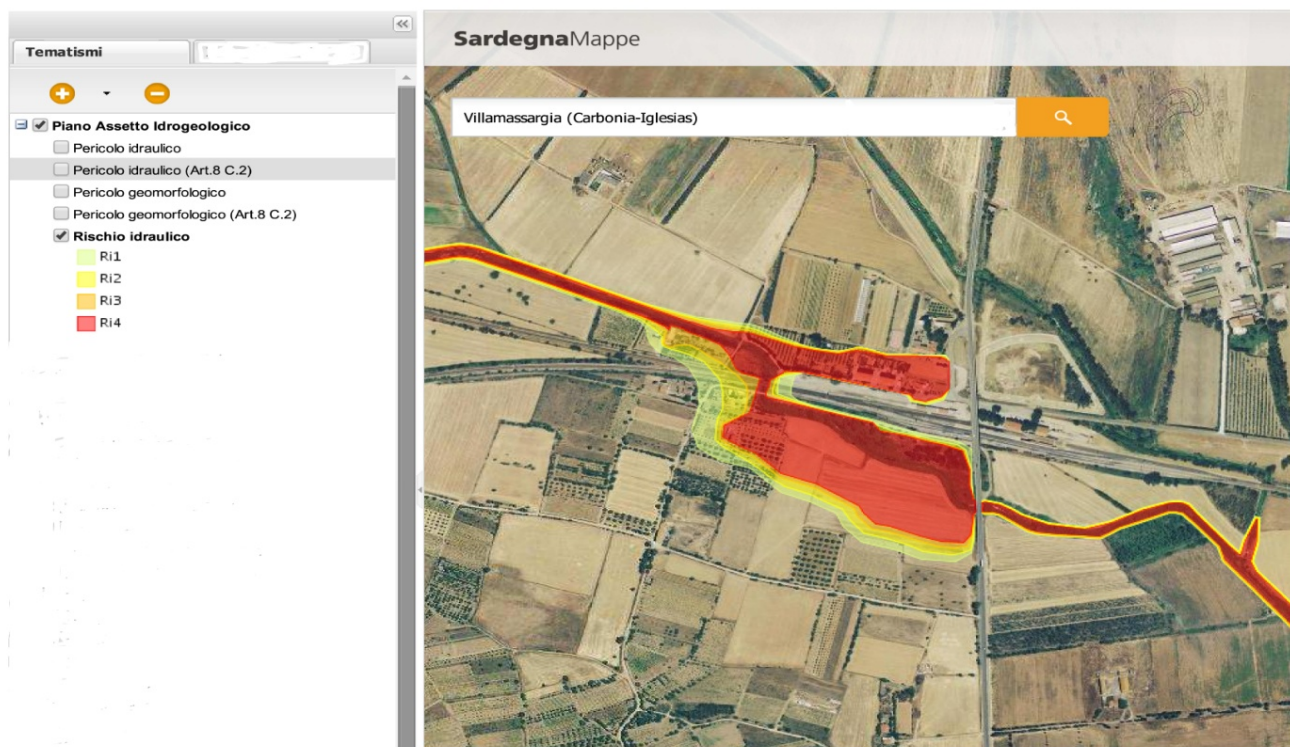 Tematismi
SardegnaMappe
Villamassargia (Carbonia-Iglesias)
Piano Assetto Idrogeologico
Pericolo idraulico
Pericolo idraulico (Art.8 C.2)
Pericolo geomorfologico
Pericolo geomorfologico (Art.8 C.2)
Rischio idraulico
Ri1
Ri2
Ri3
Ri4